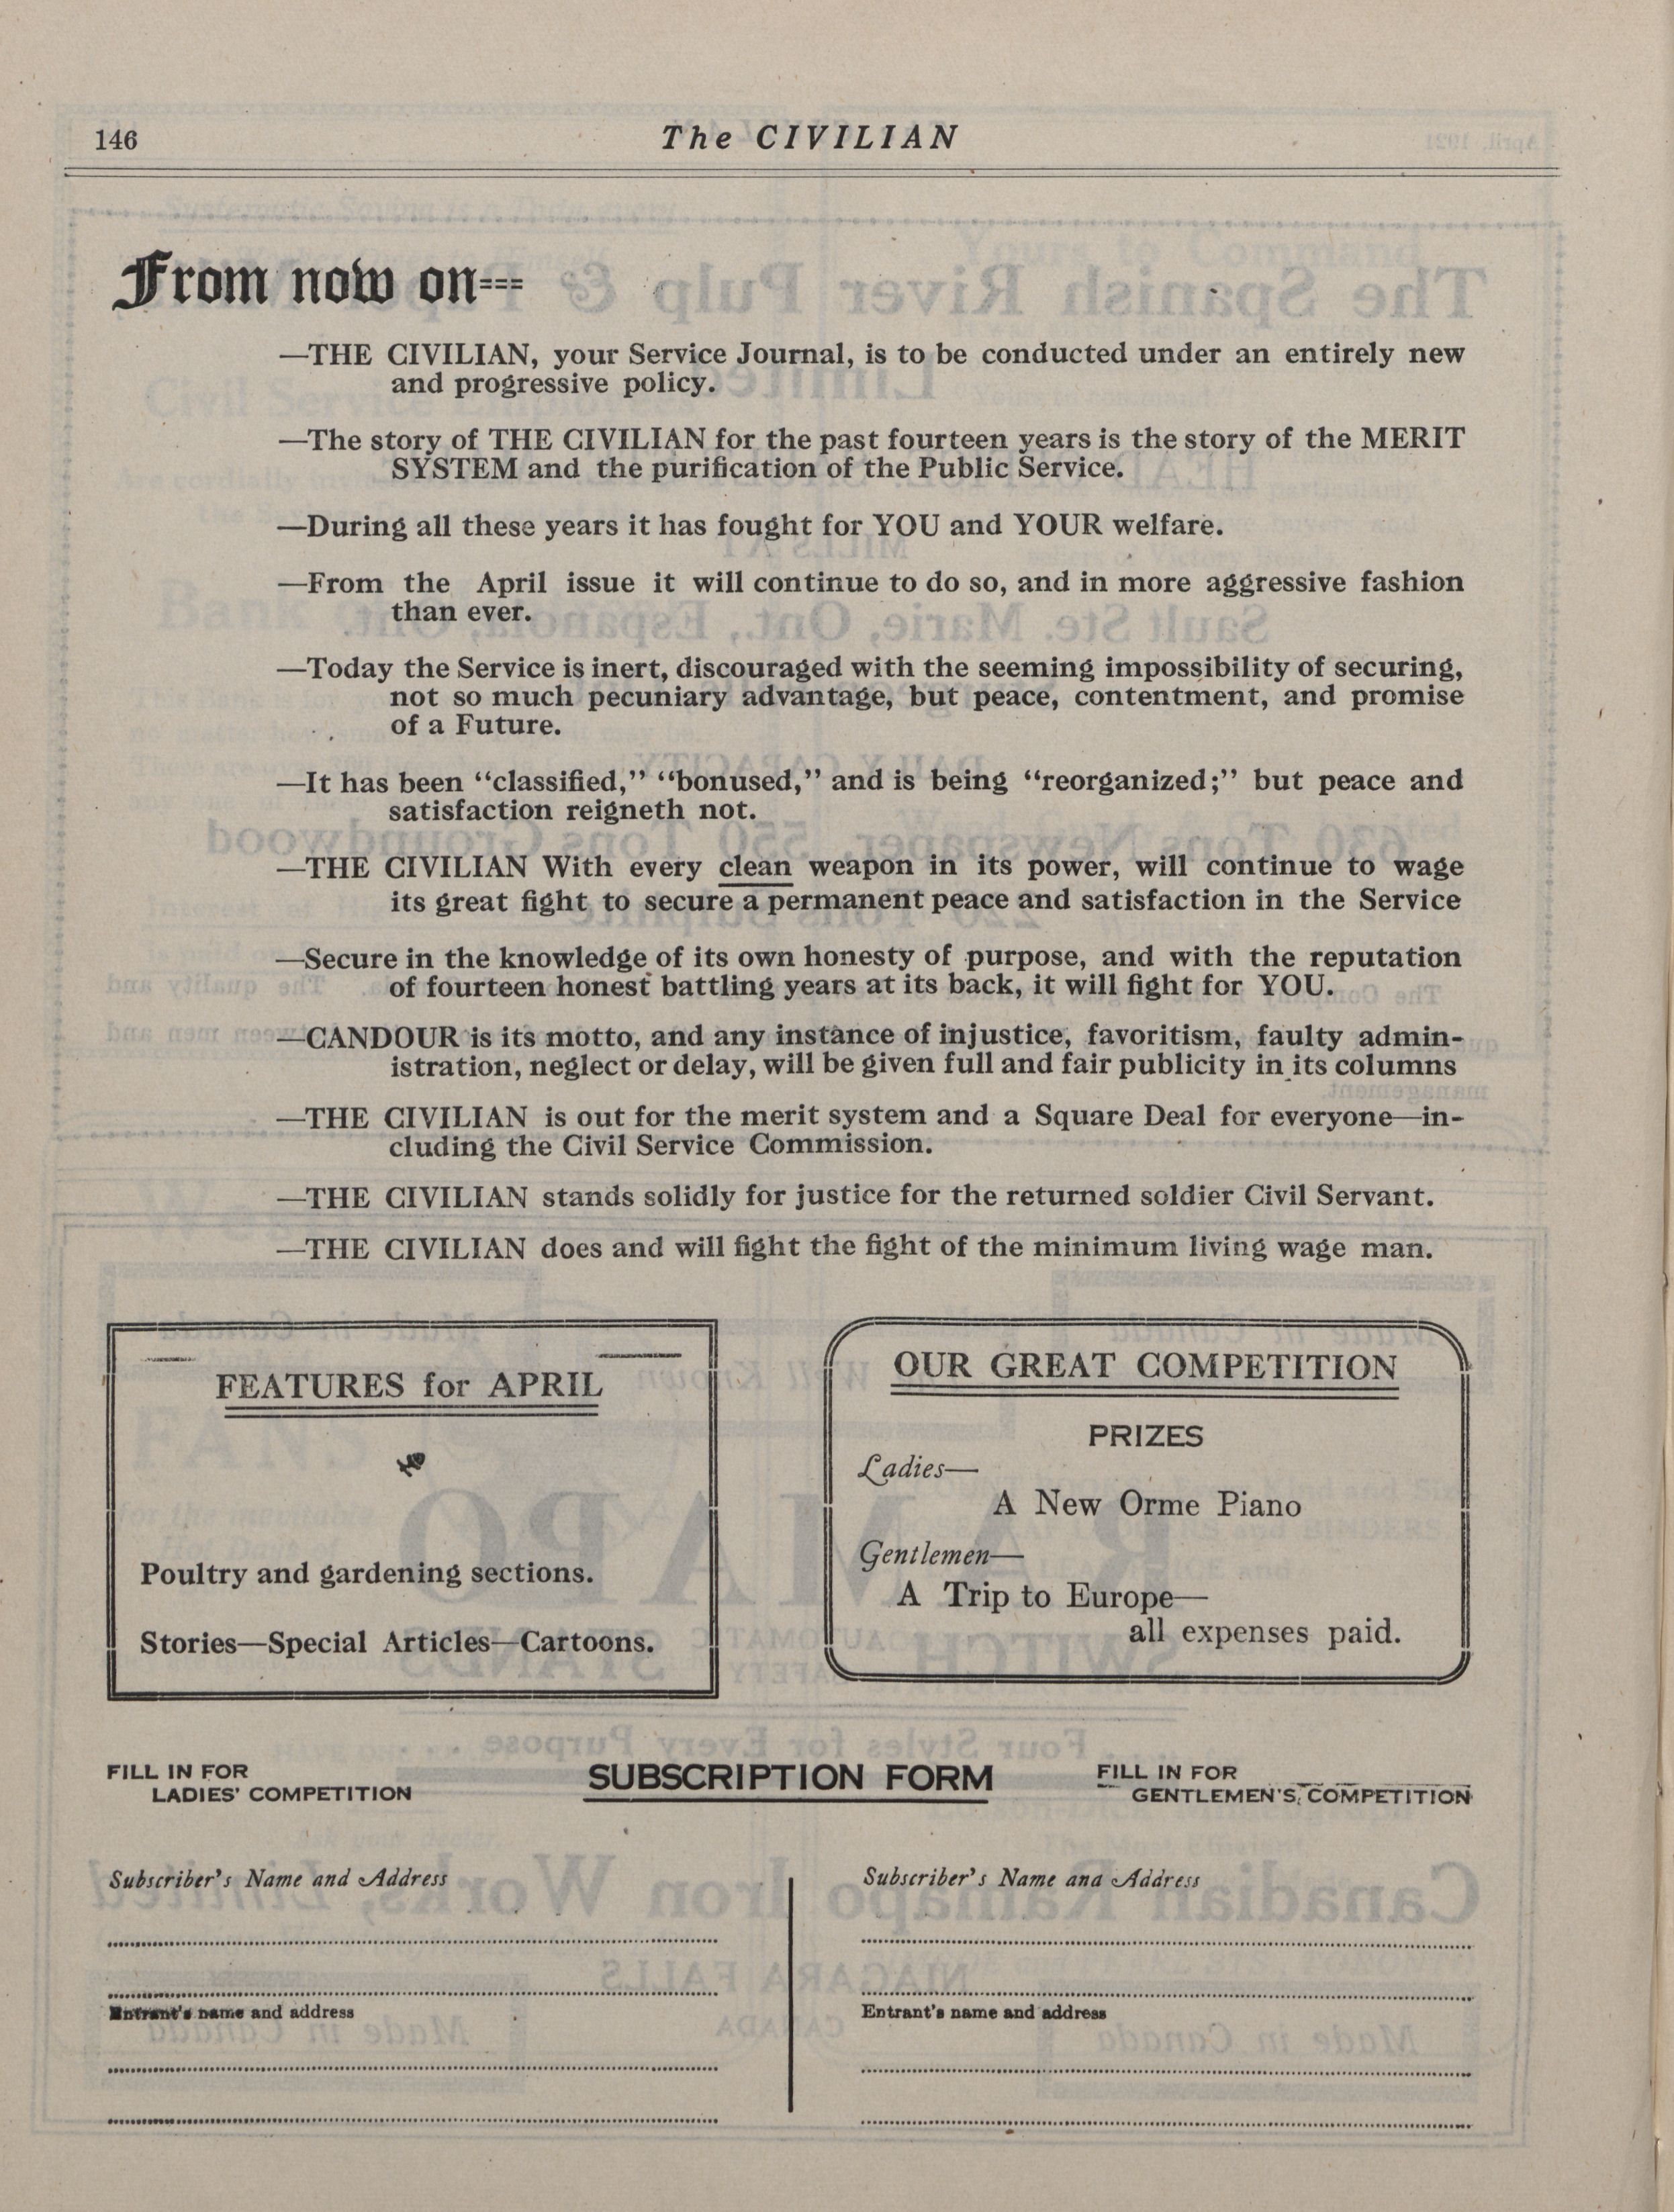 146
The CIVILIAN
From now on---
—THE CIVILIAN, your Service Journal, is to be conducted under an entirely new
and progressive policy.
—The story of THE CIVILIAN for the past fourteen years is the story of the MERIT
SYSTEM and the purification of the Public Service.
—During all these years it has fought for YOU and YOUR welfare.
—From the April issue it will continue to do so, and in more aggressive fashion
than ever.
—Today the Service is inert, discouraged with the seeming impossibility of securing,
not so much pecuniary advantage, but peace, contentment, and promise
of a Future.
—It has been “classified,” “bonused,” and is being “reorganized;” but peace and
satisfaction reigneth not.
—THE CIVILIAN With every clean weapon in its power, will continue to wage
its great fight to secure a permanent peace and satisfaction in the Service
—Secure in the knowledge of its own honesty of purpose, and with the reputation
of fourteen honest battling years at its back, it will fight for YOU.
—CANDOUR is its motto, and any instance of injustice, favoritism, faulty admin-
istration, neglect or delay, will be given full and fair publicity in its columns
—THE CIVILIAN is out for the merit system and a Square Deal for everyone—in-
cluding the Civil Service Commission.
—THE CIVILIAN stands solidly for justice for the returned soldier Civil Servant.
—THE CIVILIAN does and will fight the fight of the minimum living wage man.
FEATURES for APRIL
Poultry and gardening sections.
Stories—Special Articles—Cartoons.
OUR GREAT COMPETITION
PRIZES
Ladies—
A New Orme Piano
Gentlemen—
A Trip to Europe—
all expenses paid.
FILL IN FOR
LADIES' COMPETITION
SUBSCRIPTION FORM
FILL IN FOR
GENTLEMEN'S, COMPETITION
Subscriber's Name and Address
Entrant's name and address
Subscriber's Name ana Address
Entrant's name and address